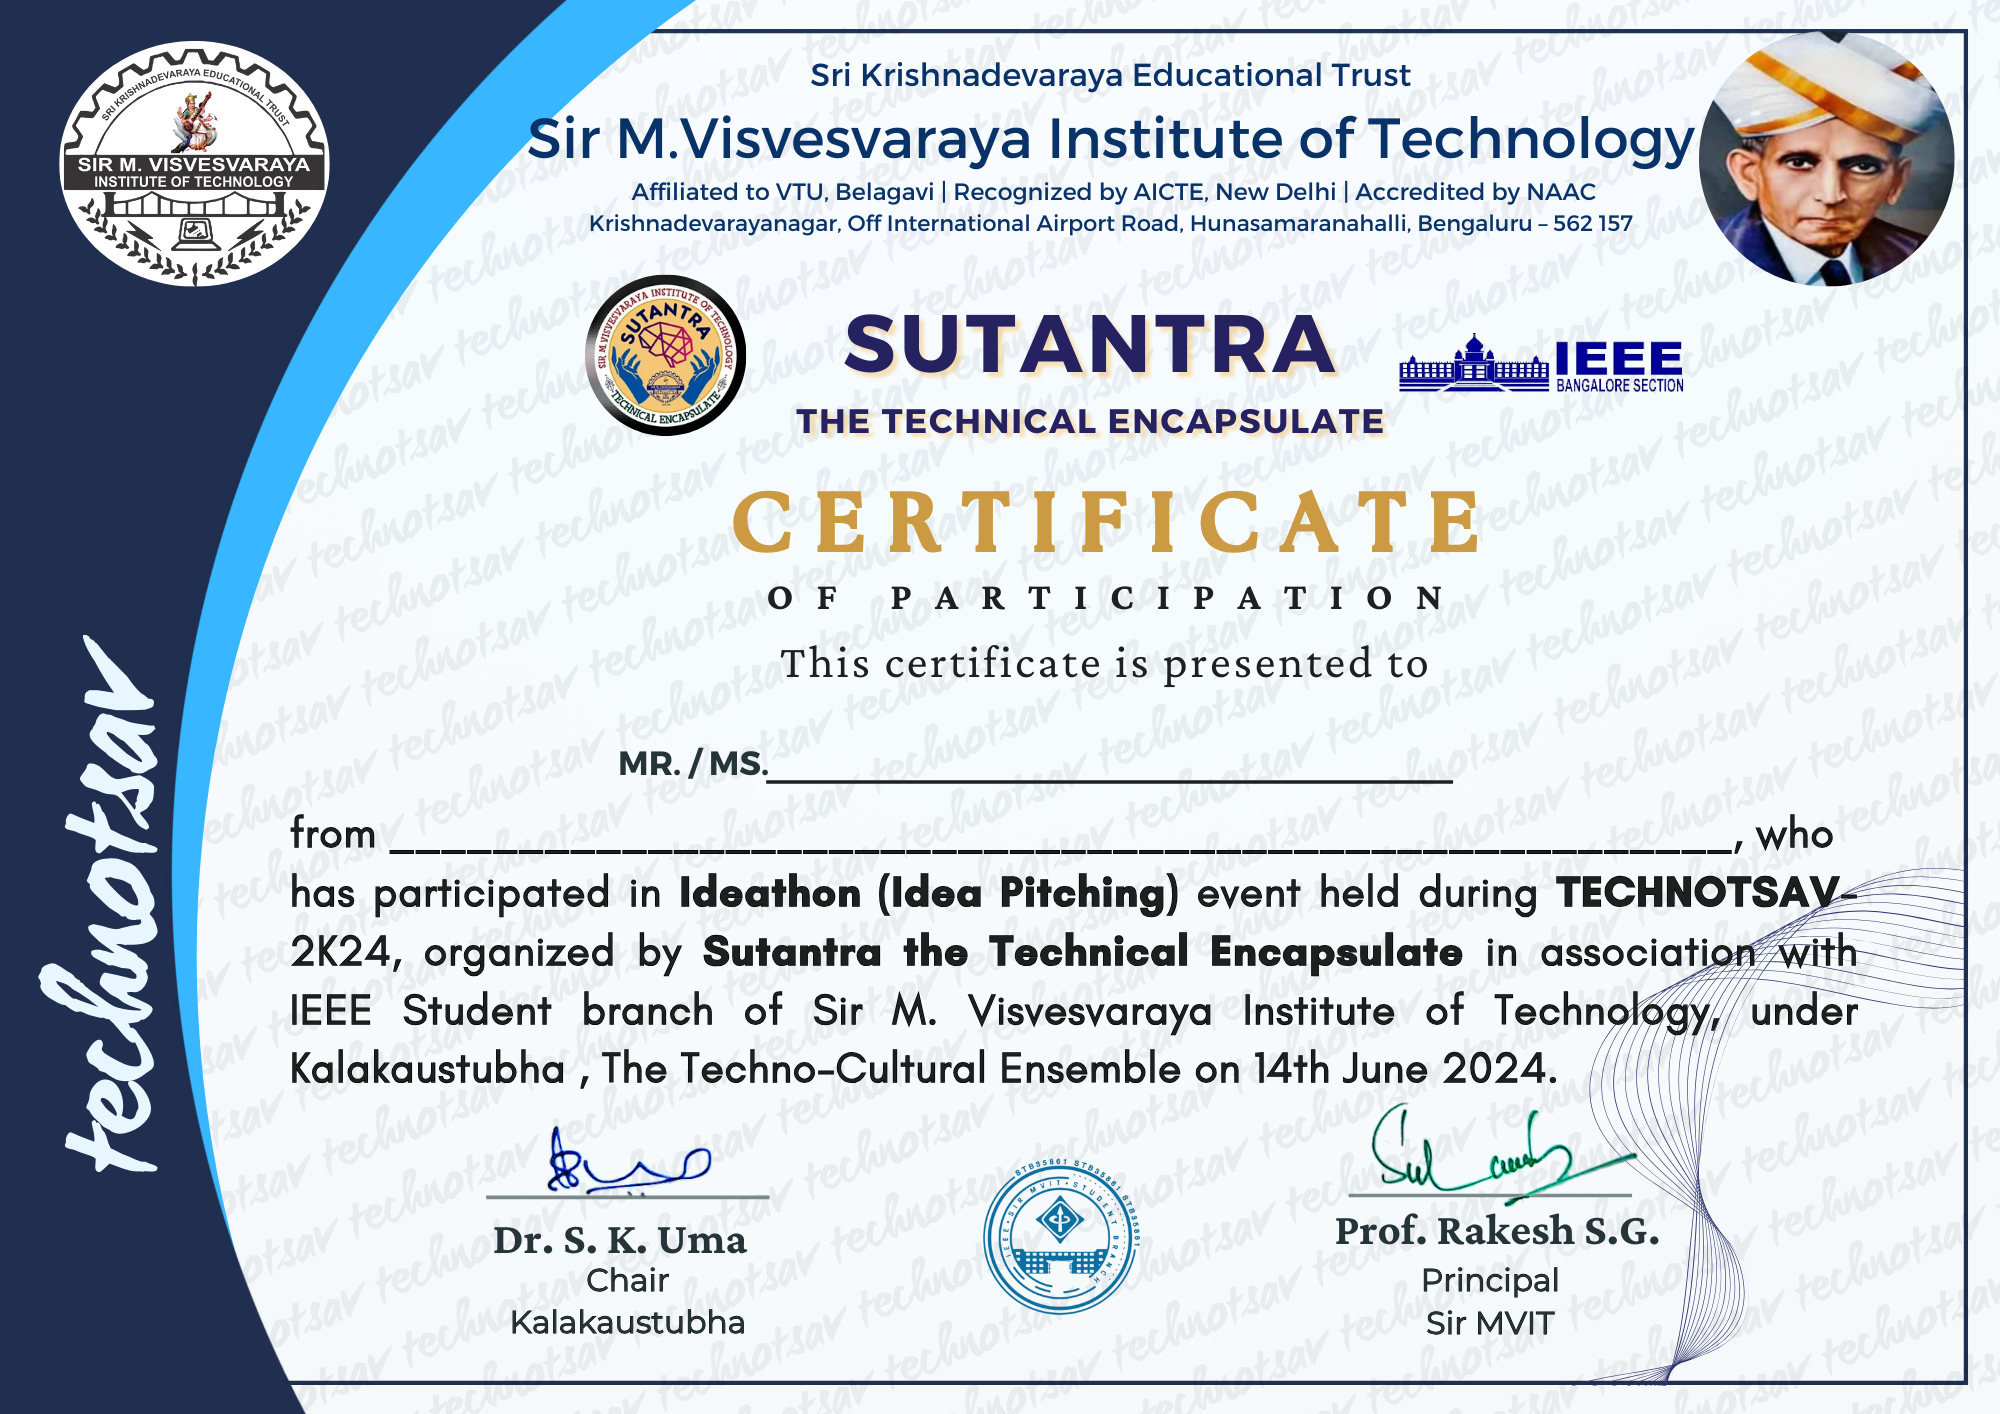 SRI KRISHNADEVARAYA EDUCATIONAL TRUST
SIR M. VISVESVARAYA
INSTITUTE OF TECHNOLOGY
Sri Krishnadevaraya Educational Trust
Sir M.Visvesvaraya Institute of Technology
Affiliated to VTU, Belagavi | Recognized by AICTE, New Delhi | Accredited by NAAC
Krishnadevarayanagar, Off International Airport Road, Hunasamaranahalli, Bengaluru – 562 157
SIR M.VISVESVARAYA INSTITUTE OF TECHNOLOGY
SUTANTRA
TECHNICAL ENCAPSULATE
SUTANTRA
THE TECHNICAL ENCAPSULATE
IEEE
BANGALORE SECTION
CERTIFICATE
OF PARTICIPATION
This certificate is presented to
MR. / MS.
from ____________________________________________________, who
has participated in Ideathon (Idea Pitching) event held during TECHNOTSAV-
2K24, organized by Sutantra the Technical Encapsulate in association with
IEEE Student branch of Sir M. Visvesvaraya Institute of Technology, under
Kalakaustubha , The Techno-Cultural Ensemble on 14th June 2024.
technotsav
Dr. S. K. Uma
Chair
Kalakaustubha
STB35861 STB35861 STB35861
IEEE · SIR MVIT · STUDENT BRANCH
Prof. Rakesh S.G.
Principal
Sir MVIT